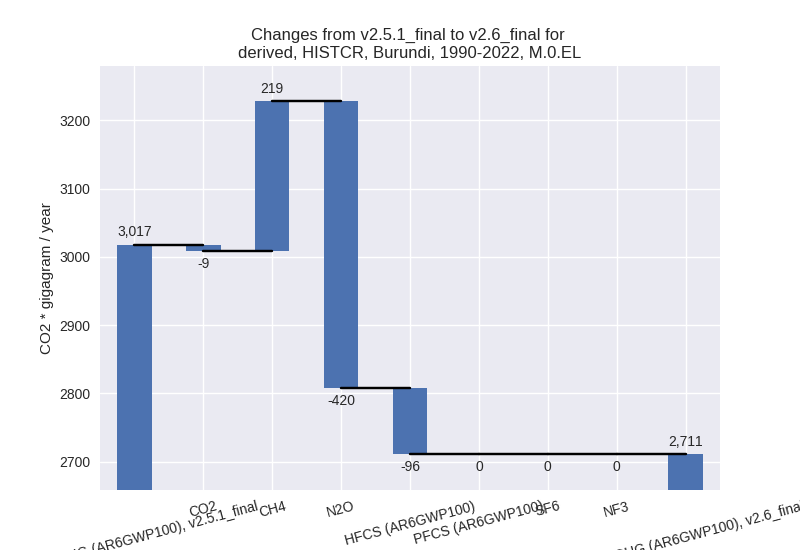 Changes from v2.5.1_final to v2.6_final for
derived, HISTCR, Burundi, 1990-2022, M.0.EL
CO2 * gigagram / year
3200
3100
3000
2900
2800
2700
3,017
-9
219
-420
-96
0
0
0
2,711
(AR6GWP100), v2.5.1_final
CO2
CH4
N2O
HFCS (AR6GWP100)
PFCS (AR6GWP100)
SF6
NF3
(AR6GWP100), v2.6_final